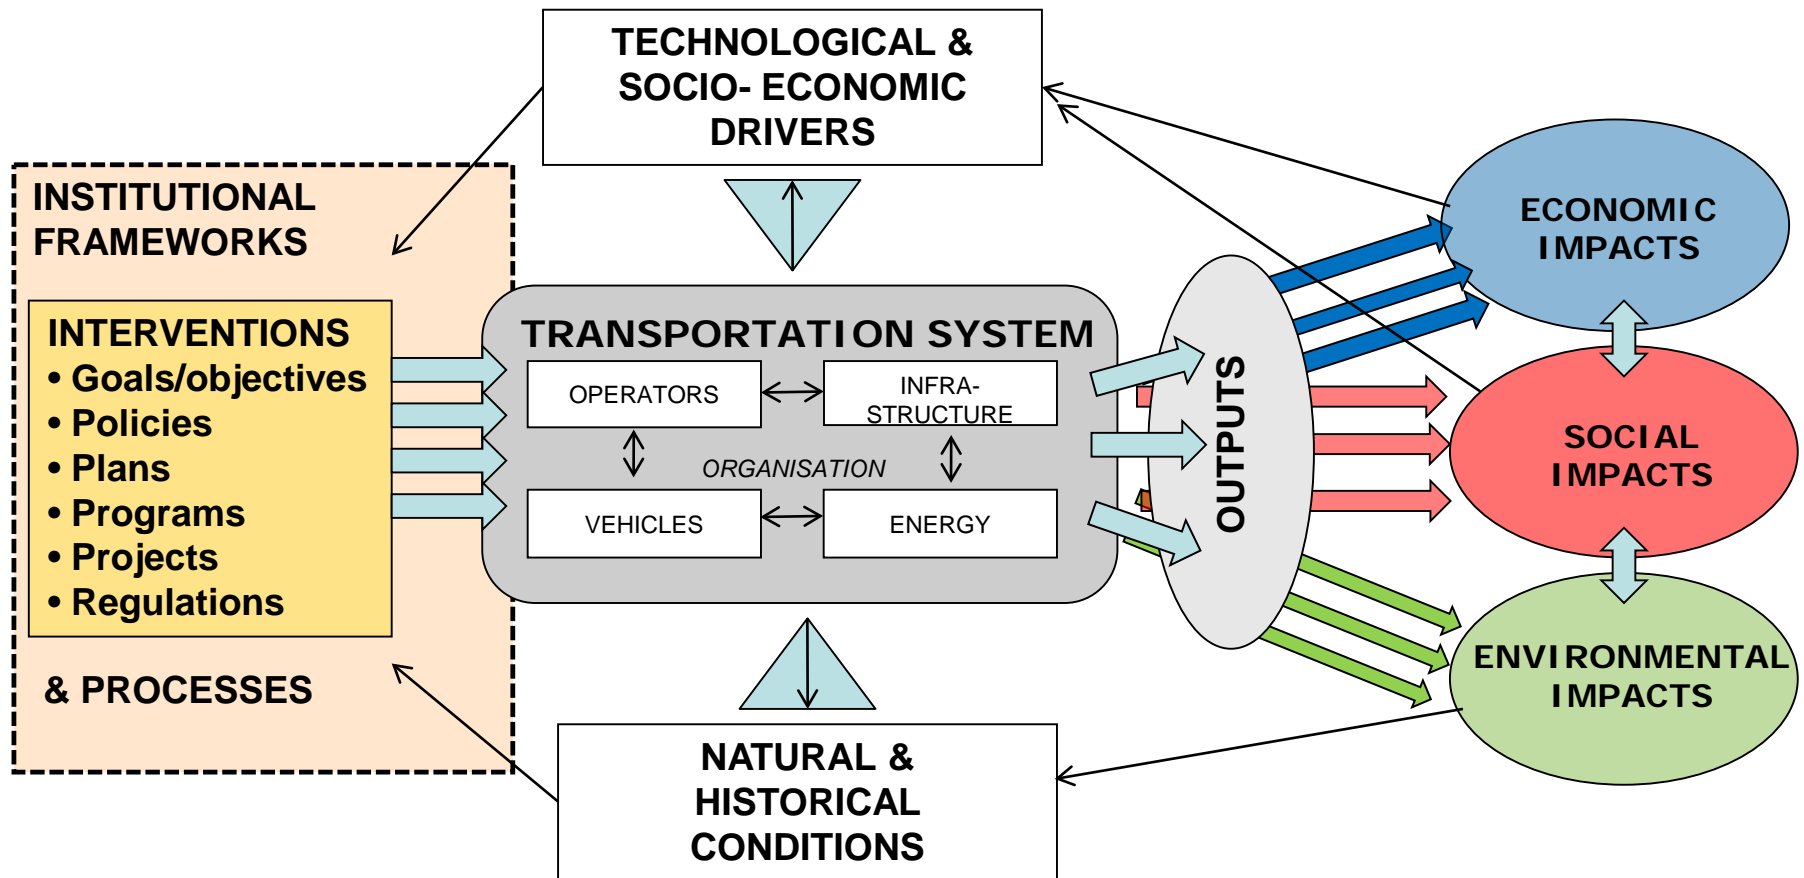 TECHNOLOGICAL &
SOCIO- ECONOMIC
DRIVERS
INSTITUTIONAL
FRAMEWORKS
INTERVENTIONS
• Goals/objectives
• Policies
• Plans
• Programs
• Projects
• Regulations
& PROCESSES
TRANSPORTATION SYSTEM
OPERATORS
INFRA-
STRUCTURE
ORGANISATION
VEHICLES
ENERGY
OUTPUTS
ECONOMIC
IMPACTS
SOCIAL
IMPACTS
ENVIRONMENTAL
IMPACTS
NATURAL &
HISTORICAL
CONDITIONS